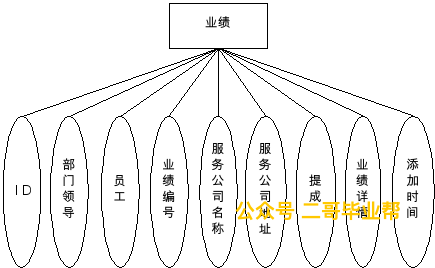 业绩
ID
部门领导
员工
业绩编号
服务公司名称
服务公司地址
提成
业绩详情
添加时间
公众号 二哥毕业帮